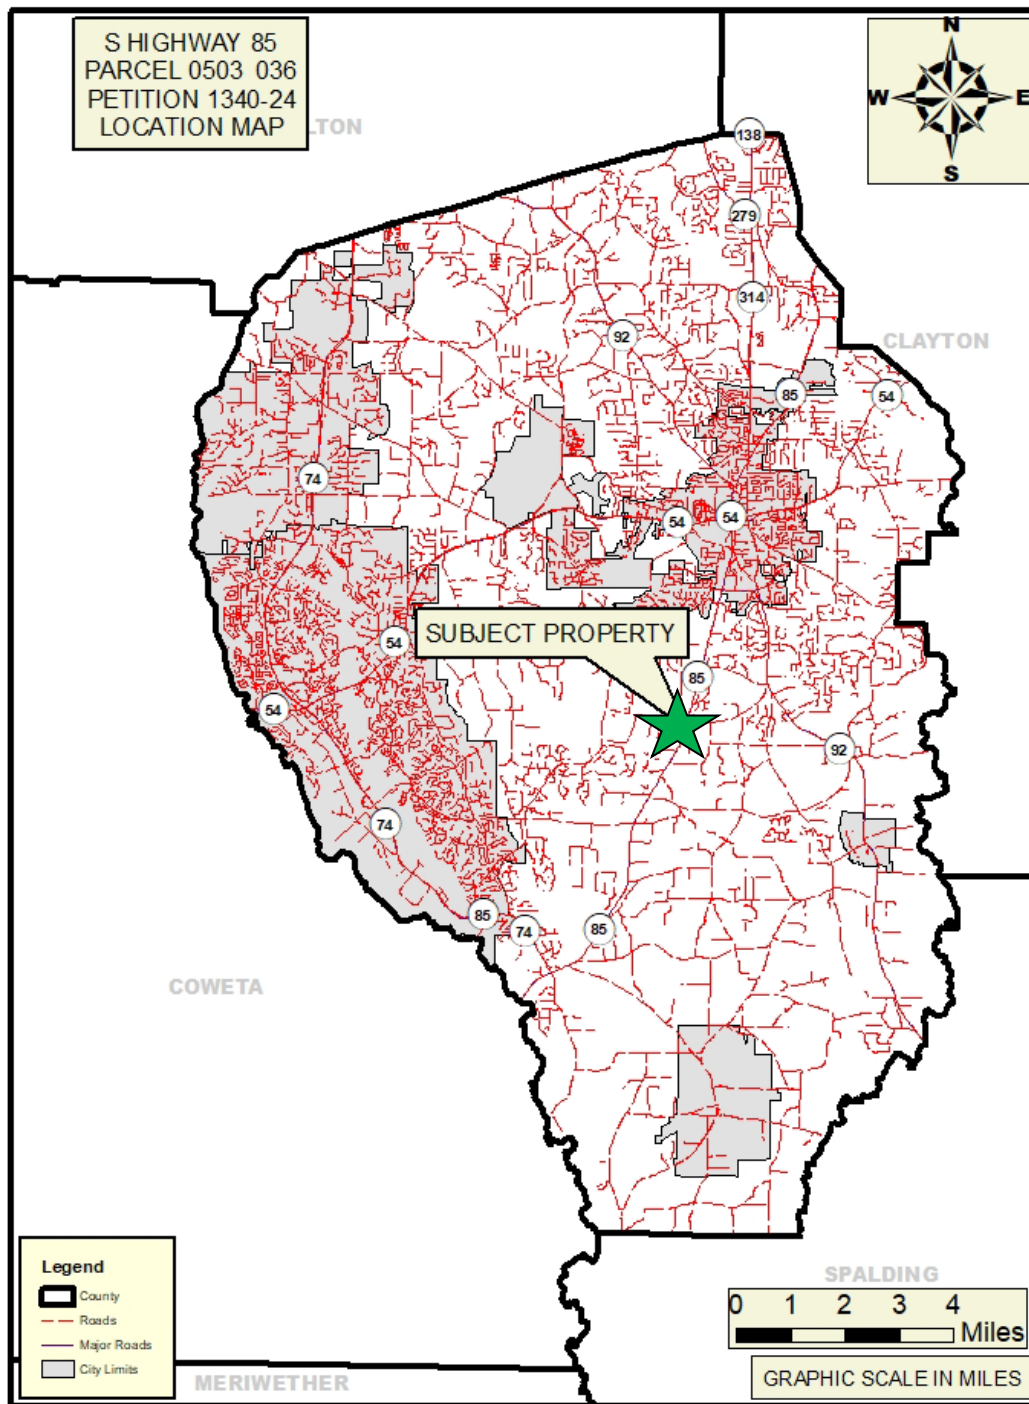 S HIGHWAY 85
PARCEL 0503 036
PETITION 1340-24
LOCATION MAP
LTON
N
W
E
S
138
279
314
92
CLAYTON
85
54
74
54
54
SUBJECT PROPERTY
54
85
54
92
74
85
74
85
COWETA
Legend
County
Roads
Major Roads
City Limits
SPALDING
0 1 2 3 4
Miles
GRAPHIC SCALE IN MILES
MERIWETHER